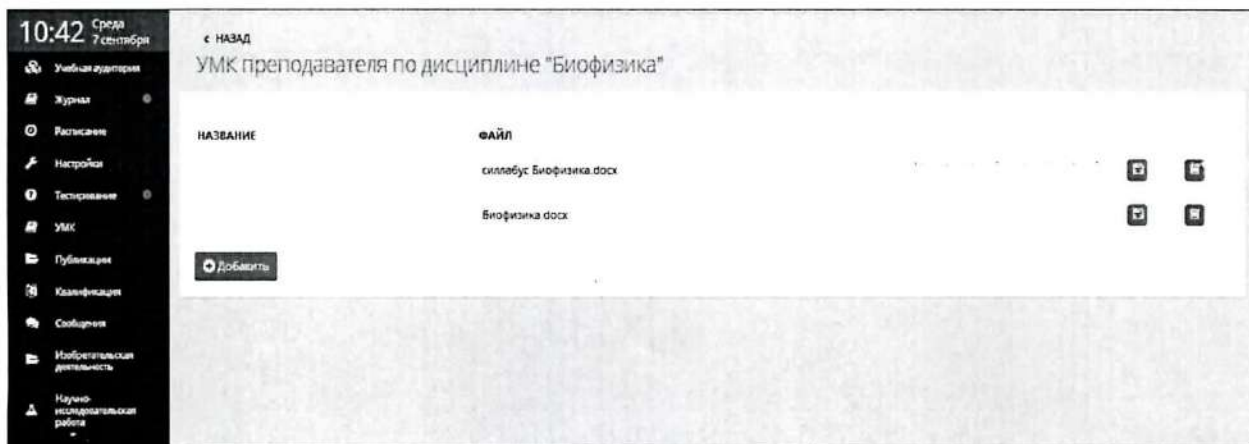 10:42 Среда
7 сентября
Учебная аудитория
Журнал
Расписание
Настройки
Тестирование
УМК
Публикации
Квалификация
Сообщения
Изобретательская
деятельность
Научно-
исследовательская
работа
НАЗАД
УМК преподавателя по дисциплине "Биофизика"
НАЗВАНИЕ ФАЙЛ
силлабус Биофизика.docx
Биофизика.docx
Добавить